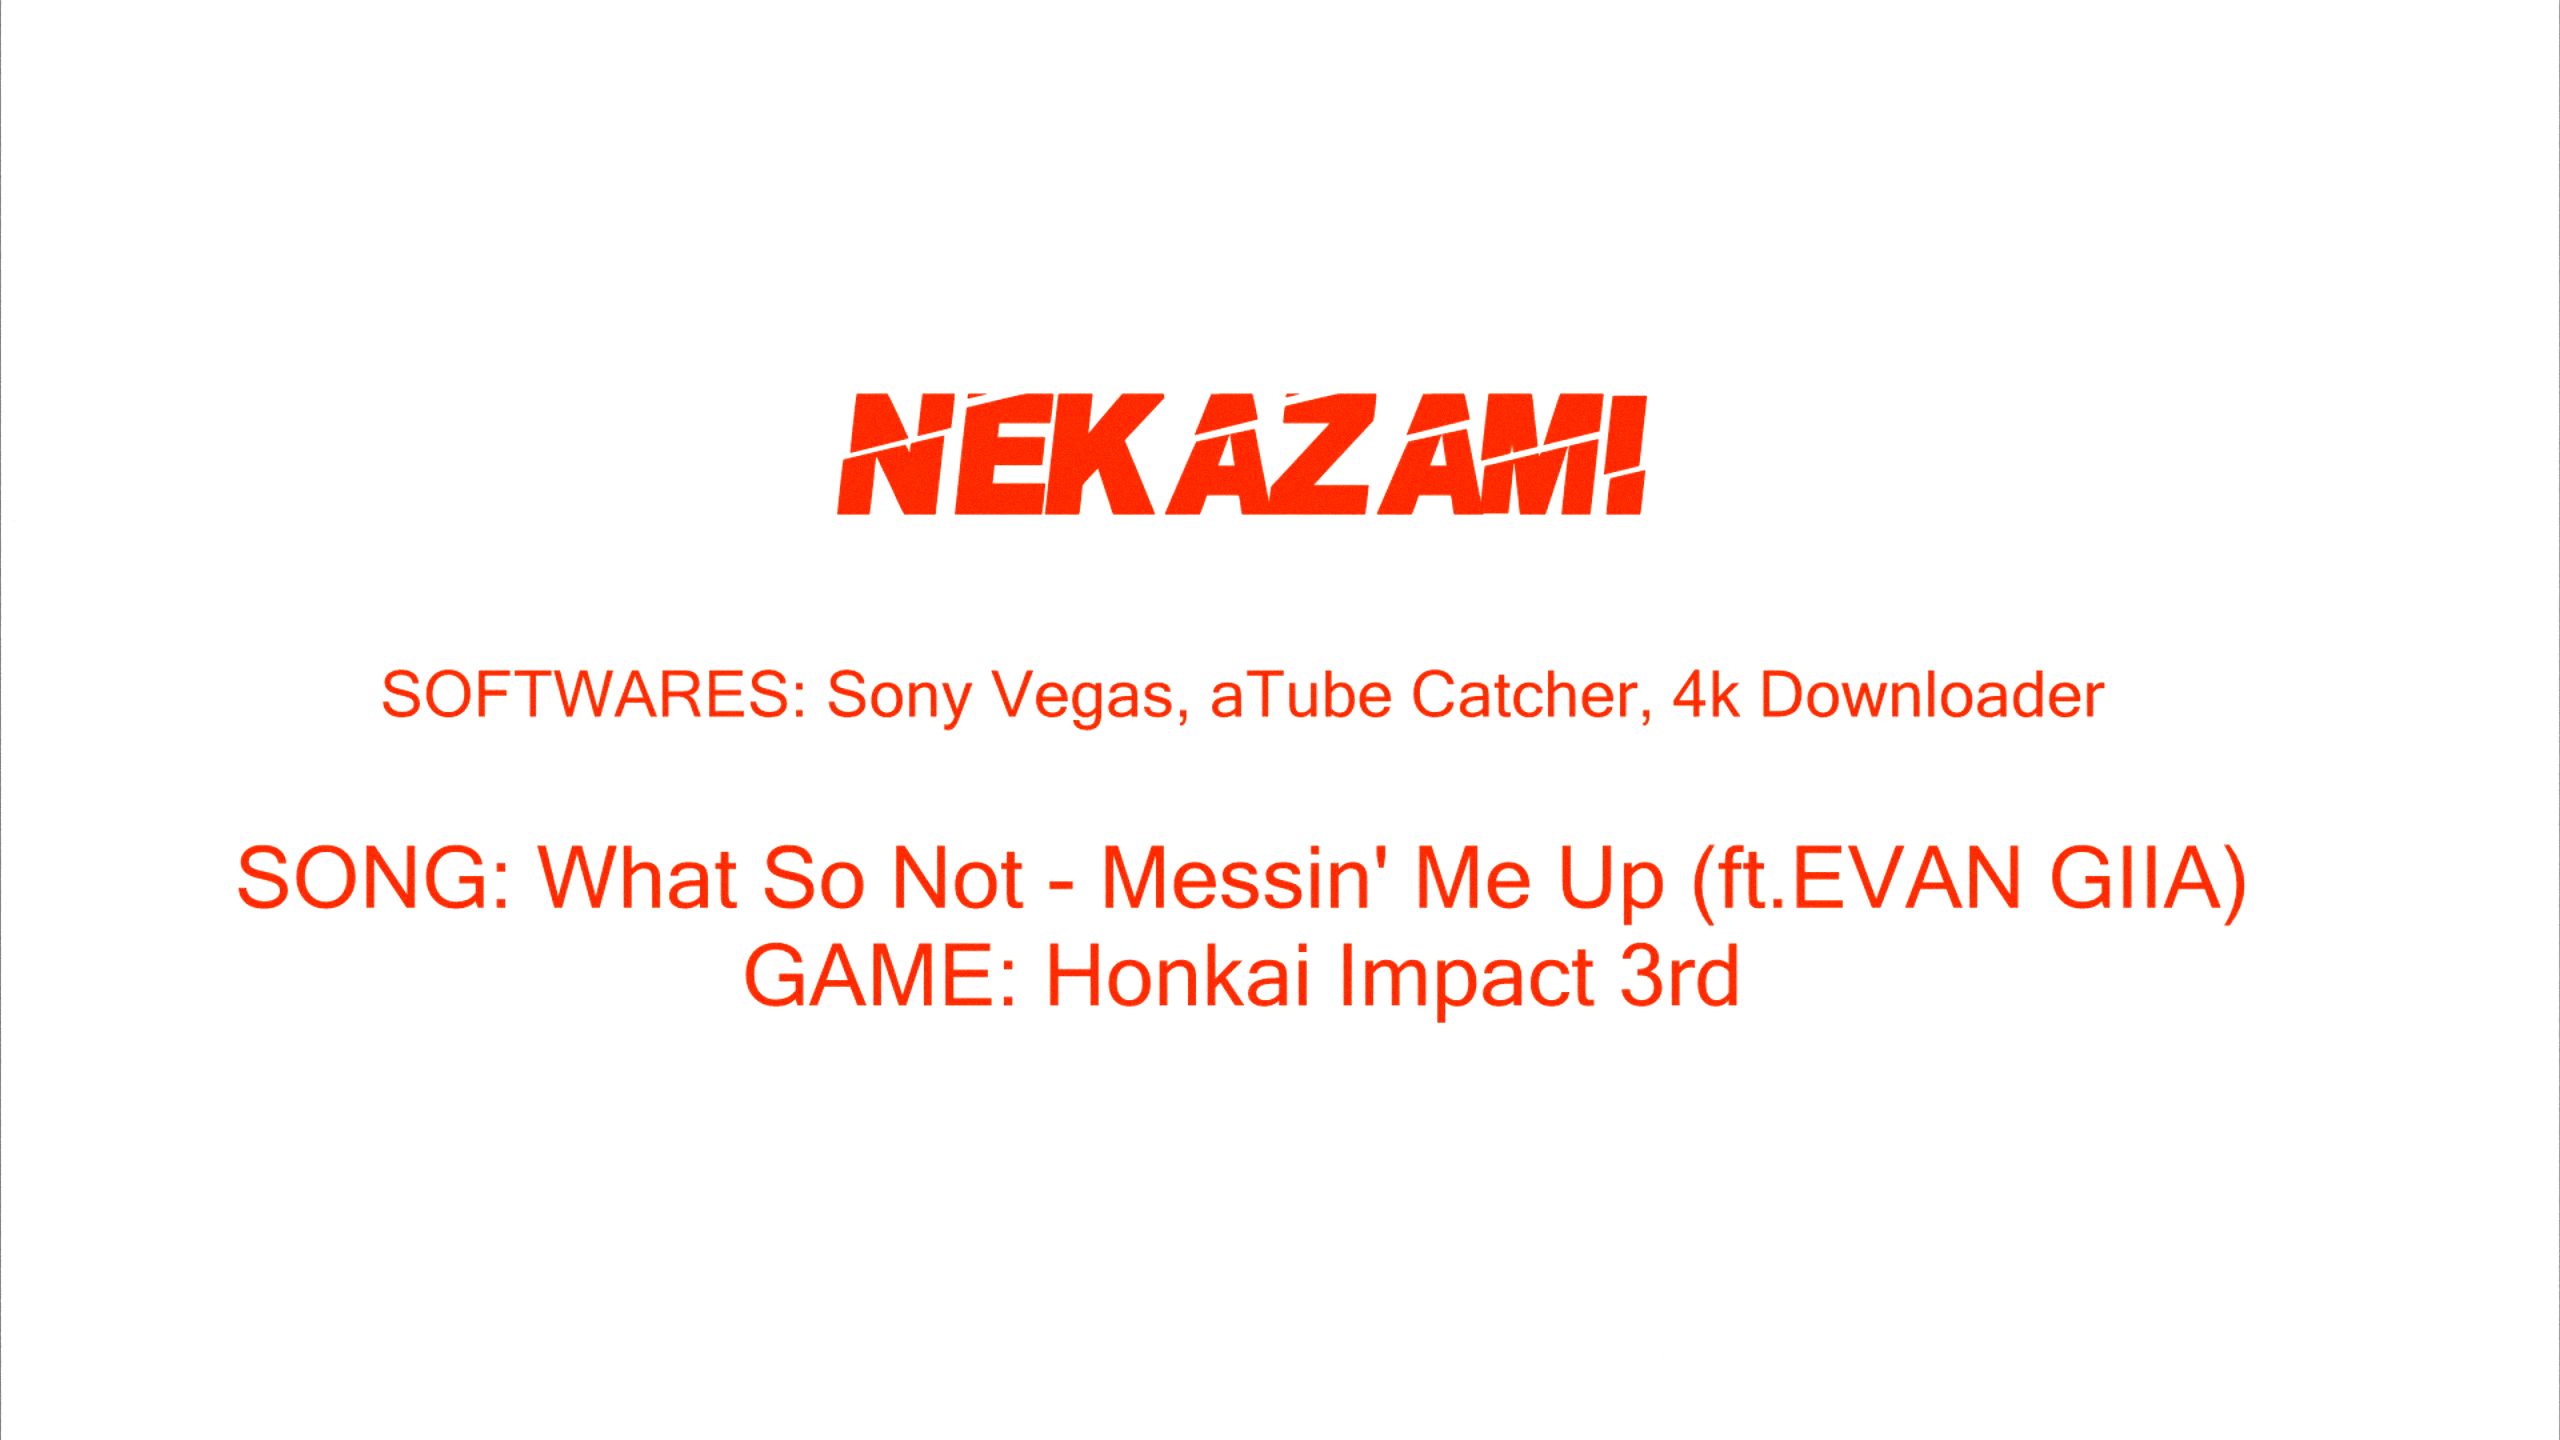 NEKAZAMI
SOFTWARES: Sony Vegas, aTube Catcher, 4k Downloader
SONG: What So Not - Messin' Me Up (ft.EVAN GIIA)
GAME: Honkai Impact 3rd